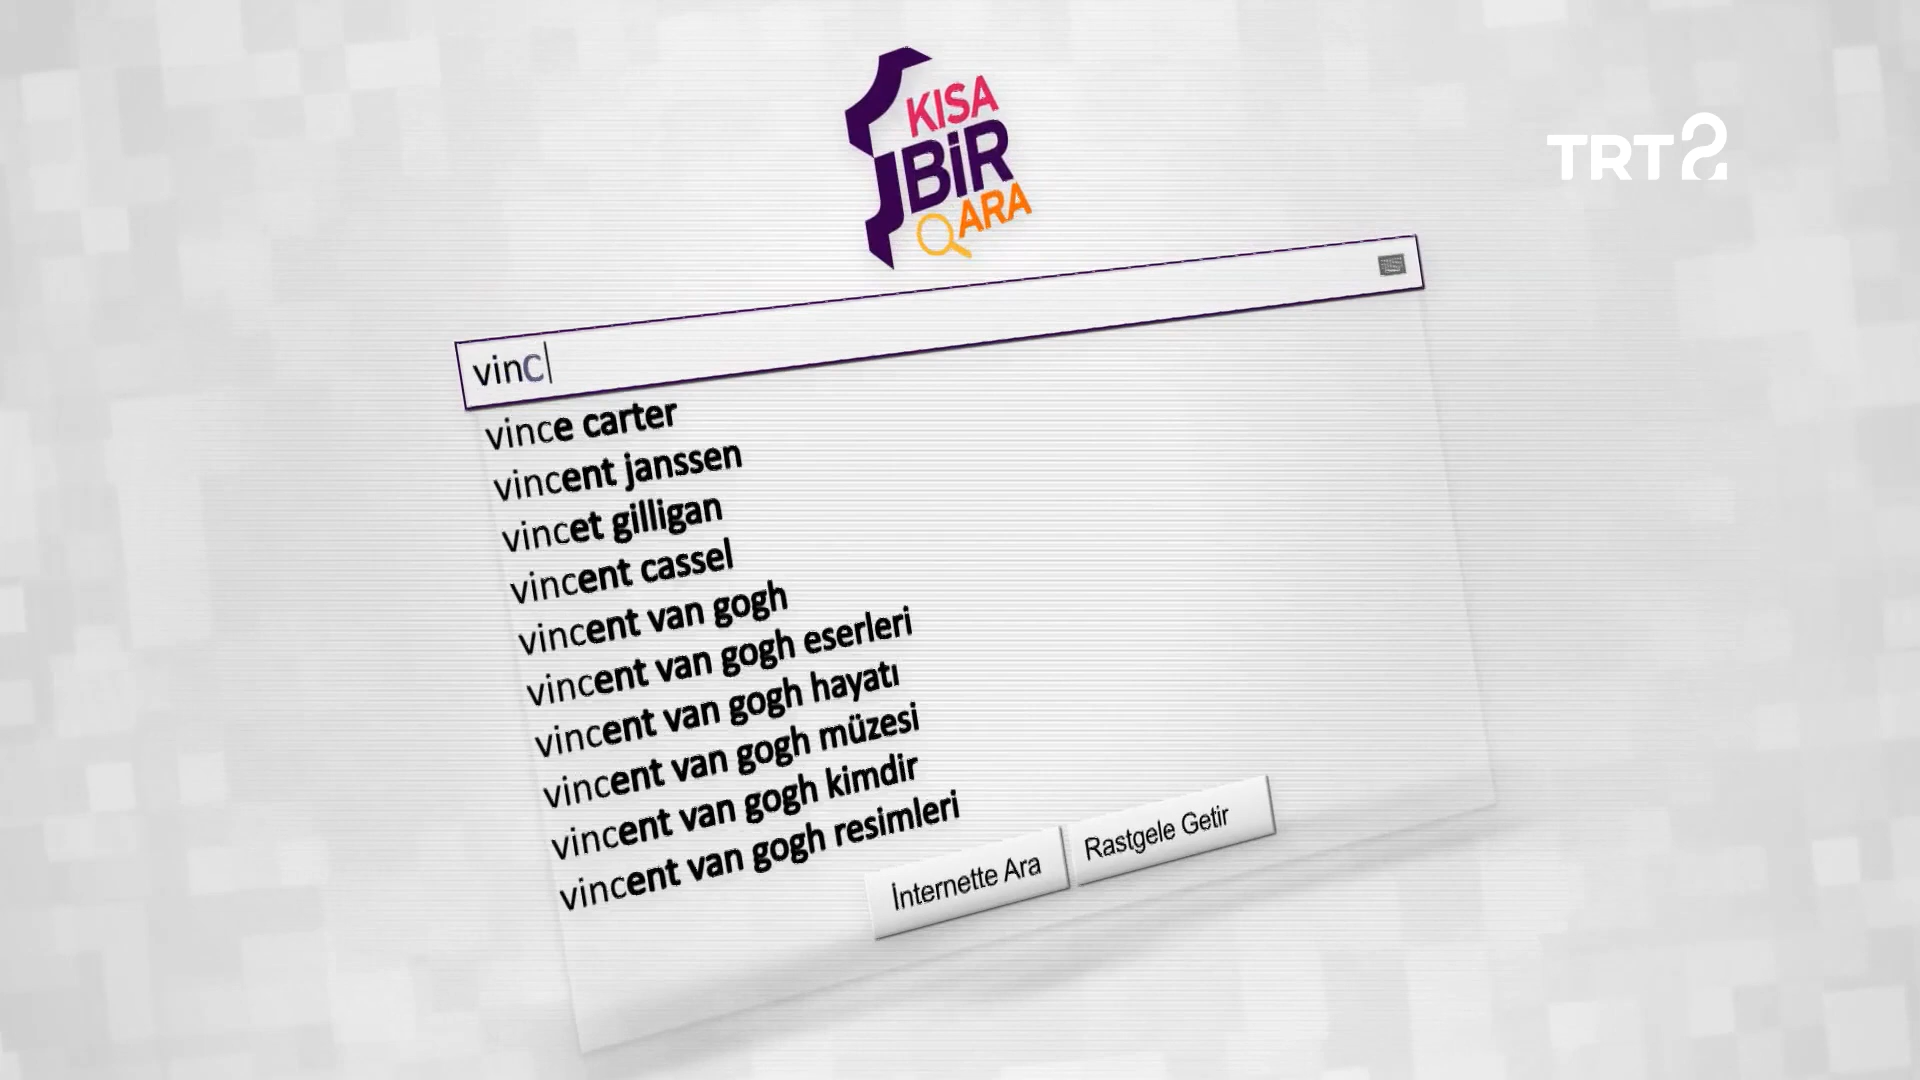 KISA
BİR
ARA
TRT2
vinc
vince carter
vincent janssen
vincet gilligan
vincent cassel
vincent van gogh
vincent van gogh eserleri
vincent van gogh hayatı
vincent van gogh müzesi
vincent van gogh kimdir
vincent van gogh resimleri
İnternette Ara
Rastgele Getir